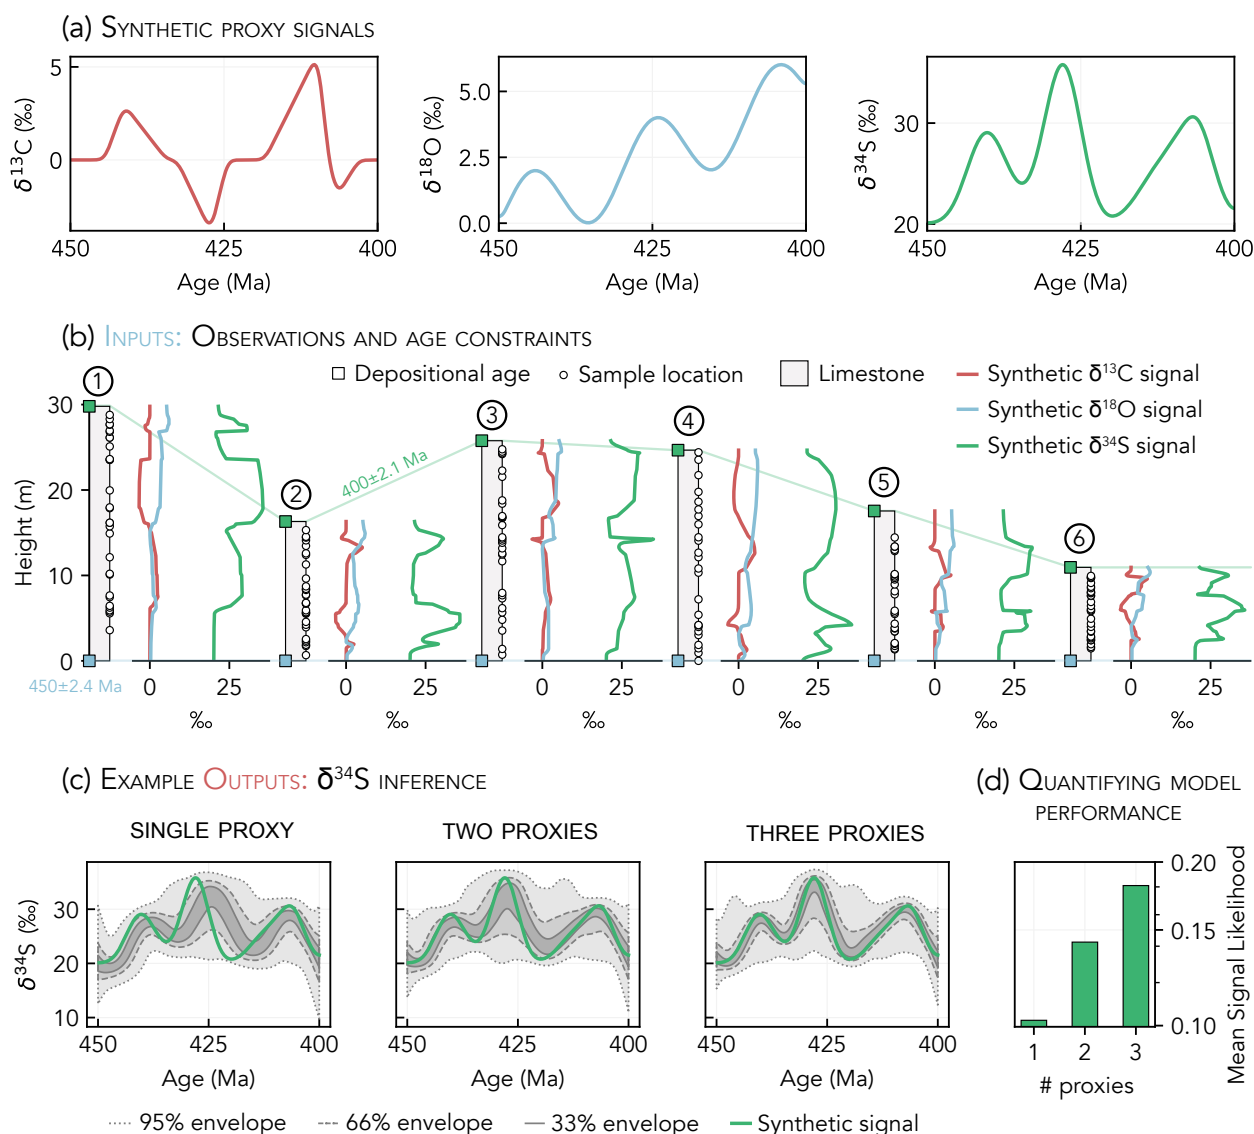 (a) Synthetic proxy signals
δ¹³C (‰)
5
0
450
425
400
Age (Ma)
δ¹⁸O (‰)
5.0
2.5
0.0
450
425
400
Age (Ma)
δ³⁴S (‰)
30
20
450
425
400
Age (Ma)
(b) Inputs: Observations and age constraints
Depositional age
Sample location
Limestone
Synthetic δ¹³C signal
Synthetic δ¹⁸O signal
Synthetic δ³⁴S signal
1
2
3
4
5
6
Height (m)
30
20
10
0
400±2.1 Ma
450±2.4 Ma
0 25
‰
0 25
‰
0 25
‰
0 25
‰
0 25
‰
0 25
‰
(c) Example Outputs: δ³⁴S inference
SINGLE PROXY
TWO PROXIES
THREE PROXIES
δ³⁴S (‰)
30
20
10
450
425
400
Age (Ma)
450
425
400
Age (Ma)
450
425
400
Age (Ma)
95% envelope
66% envelope
33% envelope
Synthetic signal
(d) Quantifying model
performance
0.20
0.15
0.10
Mean Signal Likelihood
1 2 3
# proxies